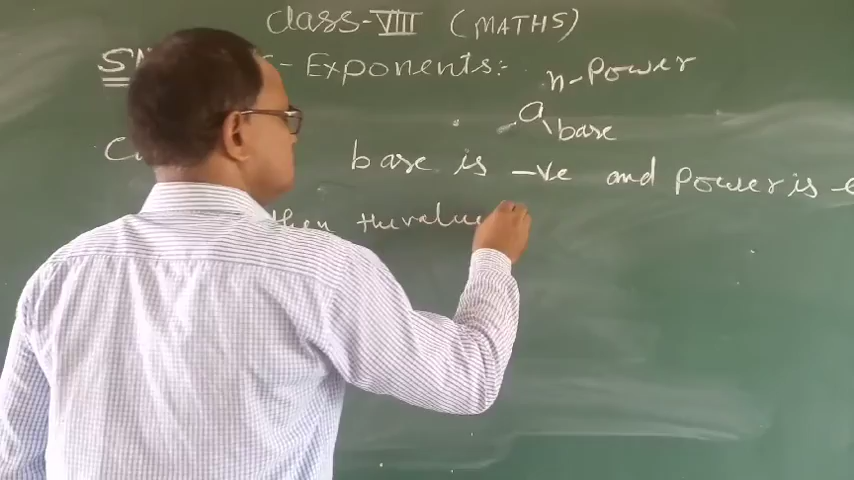 Class-VIII (MATHS)
Exponents:-
n-Power
a
base
base is -ve and Power is
then the value